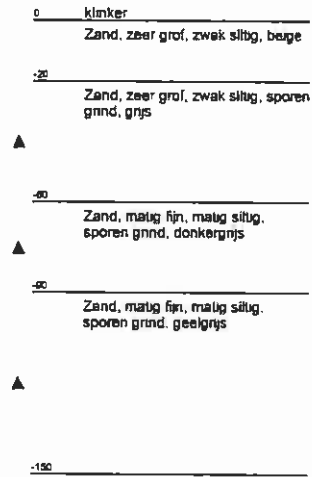 0 klinker
Zand, zeer grof, zwak siltig, beige
-20
Zand, zeer grof, zwak siltig, sporen
grind, grijs
-60
Zand, matig fijn, matig siltig,
sporen grind, donkergrijs
-90
Zand, matig fijn, matig siltig,
sporen grind, geelgrijs
-150